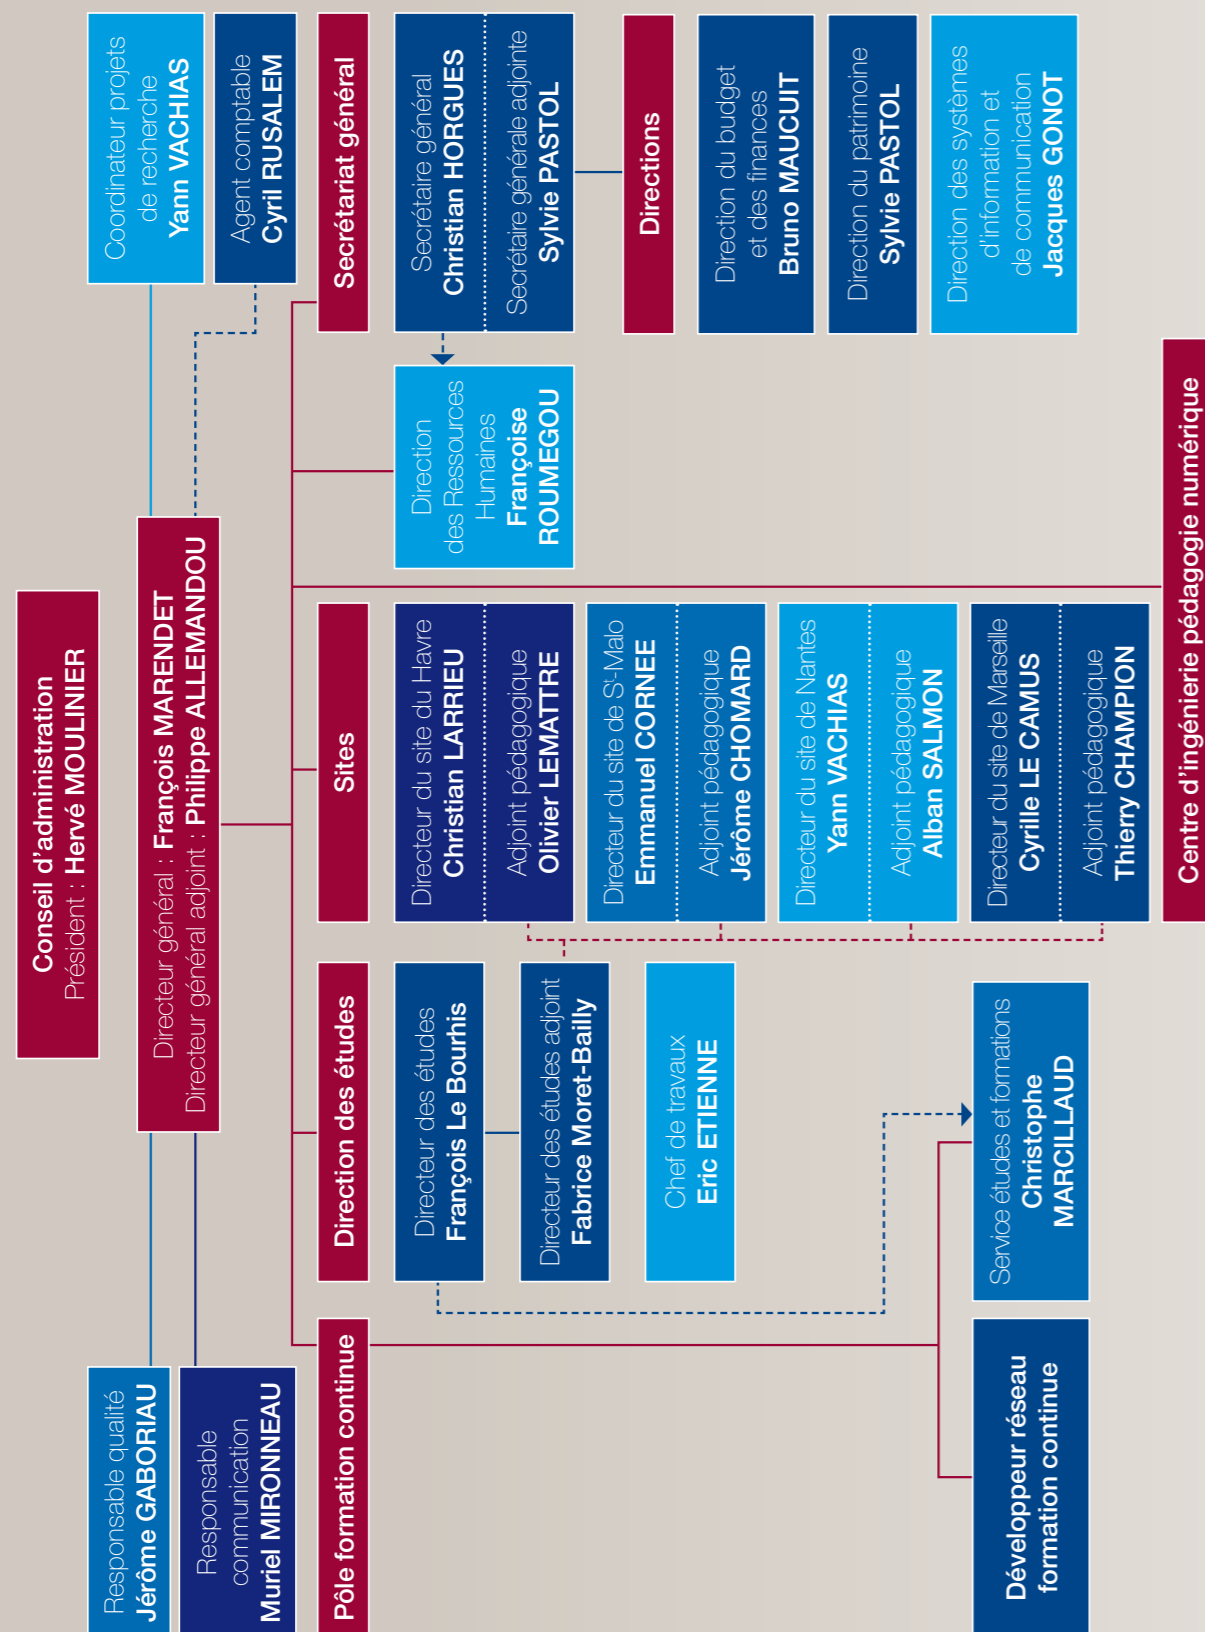 Conseil d'administration
Président : Hervé MOULINIER
Directeur général : François MARENDET
Directeur général adjoint : Philippe ALLEMANDOU
Responsable qualité
Jérôme GABORIAU
Responsable
communication
Muriel MIRONNEAU
Coordinateur projets
de recherche
Yann VACHIAS
Agent comptable
Cyril RUSALEM
Pôle formation continue
Direction des études
Sites
Secrétariat général
Directeur des études
François Le Bourhis
Directeur des études adjoint
Fabrice Moret-Bailly
Chef de travaux
Eric ETIENNE
Directeur du site du Havre
Christian LARRIEU
Adjoint pédagogique
Olivier LEMATTRE
Directeur du site de St-Malo
Emmanuel CORNEE
Adjoint pédagogique
Jérôme CHOMARD
Directeur du site de Nantes
Yann VACHIAS
Adjoint pédagogique
Alban SALMON
Directeur du site de Marseille
Cyrille LE CAMUS
Adjoint pédagogique
Thierry CHAMPION
Direction
des Ressources
Humaines
Françoise
ROUMEGOU
Secrétaire général
Christian HORGUES
Secrétaire générale adjointe
Sylvie PASTOL
Directions
Direction du budget
et des finances
Bruno MAUCUIT
Direction du patrimoine
Sylvie PASTOL
Direction des systèmes
d'information et
de communication
Jacques GONOT
Développeur réseau
formation continue
Service études et formations
Christophe
MARCILLAUD
Centre d'ingénierie pédagogie numérique